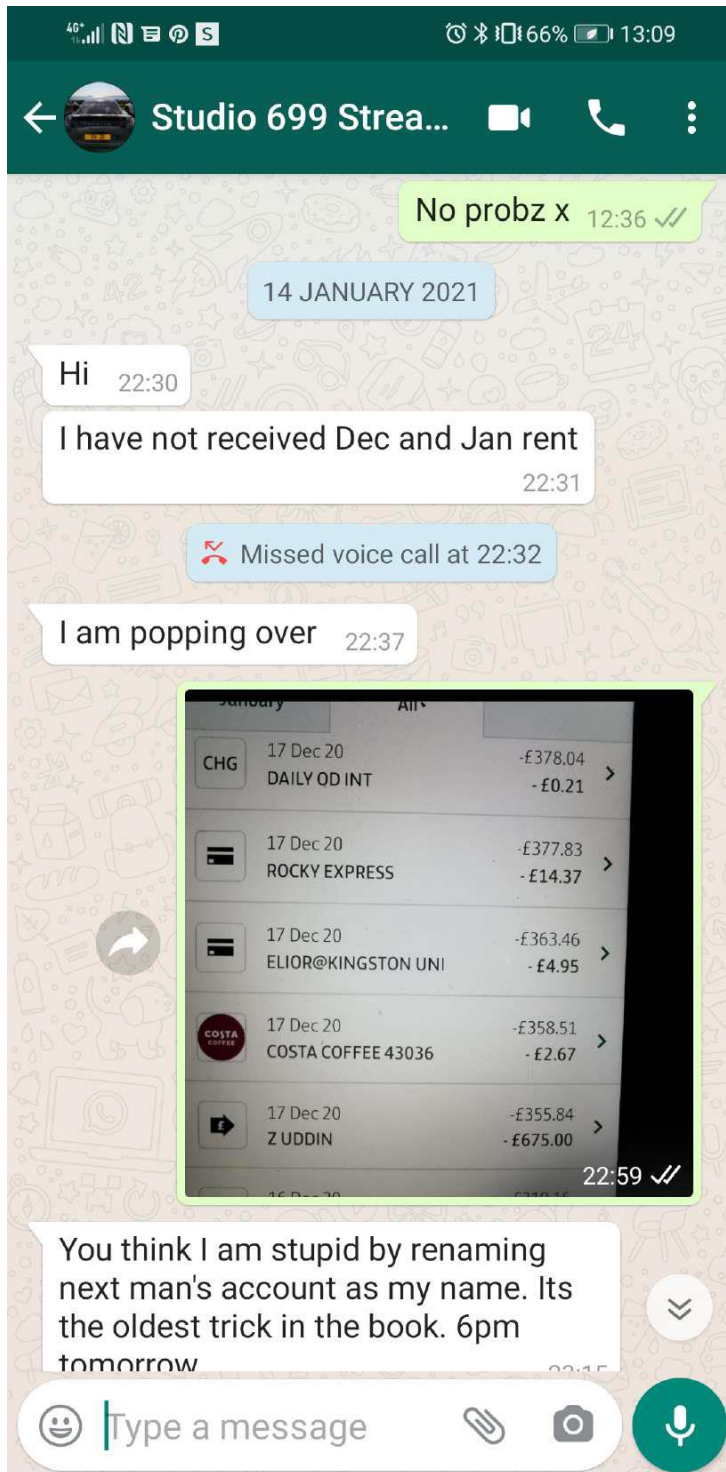 4G+
S
66%
13:09
Studio 699 Strea...
No probz x 12:36
14 JANUARY 2021
Hi 22:30
I have not received Dec and Jan rent
22:31
Missed voice call at 22:32
I am popping over 22:37
January All
17 Dec 20 -£378.04
CHG DAILY OD INT - £0.21
17 Dec 20 -£377.83
ROCKY EXPRESS - £14.37
17 Dec 20 -£363.46
ELIOR@KINGSTON UNI - £4.95
17 Dec 20 -£358.51
COSTA COFFEE
COSTA COFFEE 43036 - £2.67
17 Dec 20 -£355.84
Z UDDIN - £675.00
22:59
You think I am stupid by renaming
next man's account as my name. Its
the oldest trick in the book. 6pm
tomorrow
Type a message